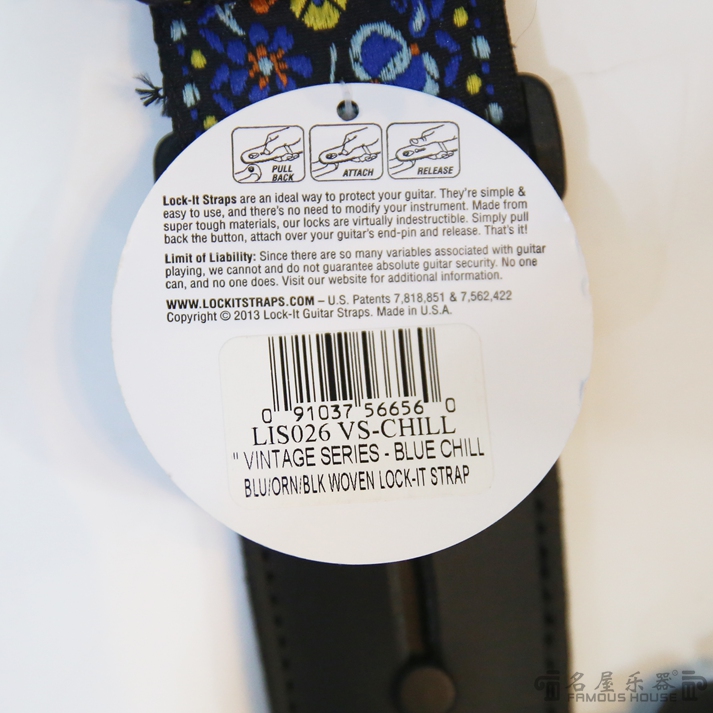 PULL
BACK
ATTACH
RELEASE
Lock-It Straps are an ideal way to protect your guitar. They're simple &
easy to use, and there's no need to modify your instrument. Made from
super tough materials, our locks are virtually indestructible. Simply pull
back the button, attach over your guitar's end-pin and release. That's it!
Limit of Liability: Since there are so many variables associated with guitar
playing, we cannot and do not guarantee absolute guitar security. No one
can, and no one does. Visit our website for additional information.
WWW.LOCKITSTRAPS.COM – U.S. Patents 7,818,851 & 7,562,422
Copyright © 2013 Lock-It Guitar Straps. Made in U.S.A.
0 91037 56656 0
LIS026 VS-CHILL
" VINTAGE SERIES - BLUE CHILL
BLU/ORN/BLK WOVEN LOCK-IT STRAP
名屋乐器®
FAMOUS HOUSE